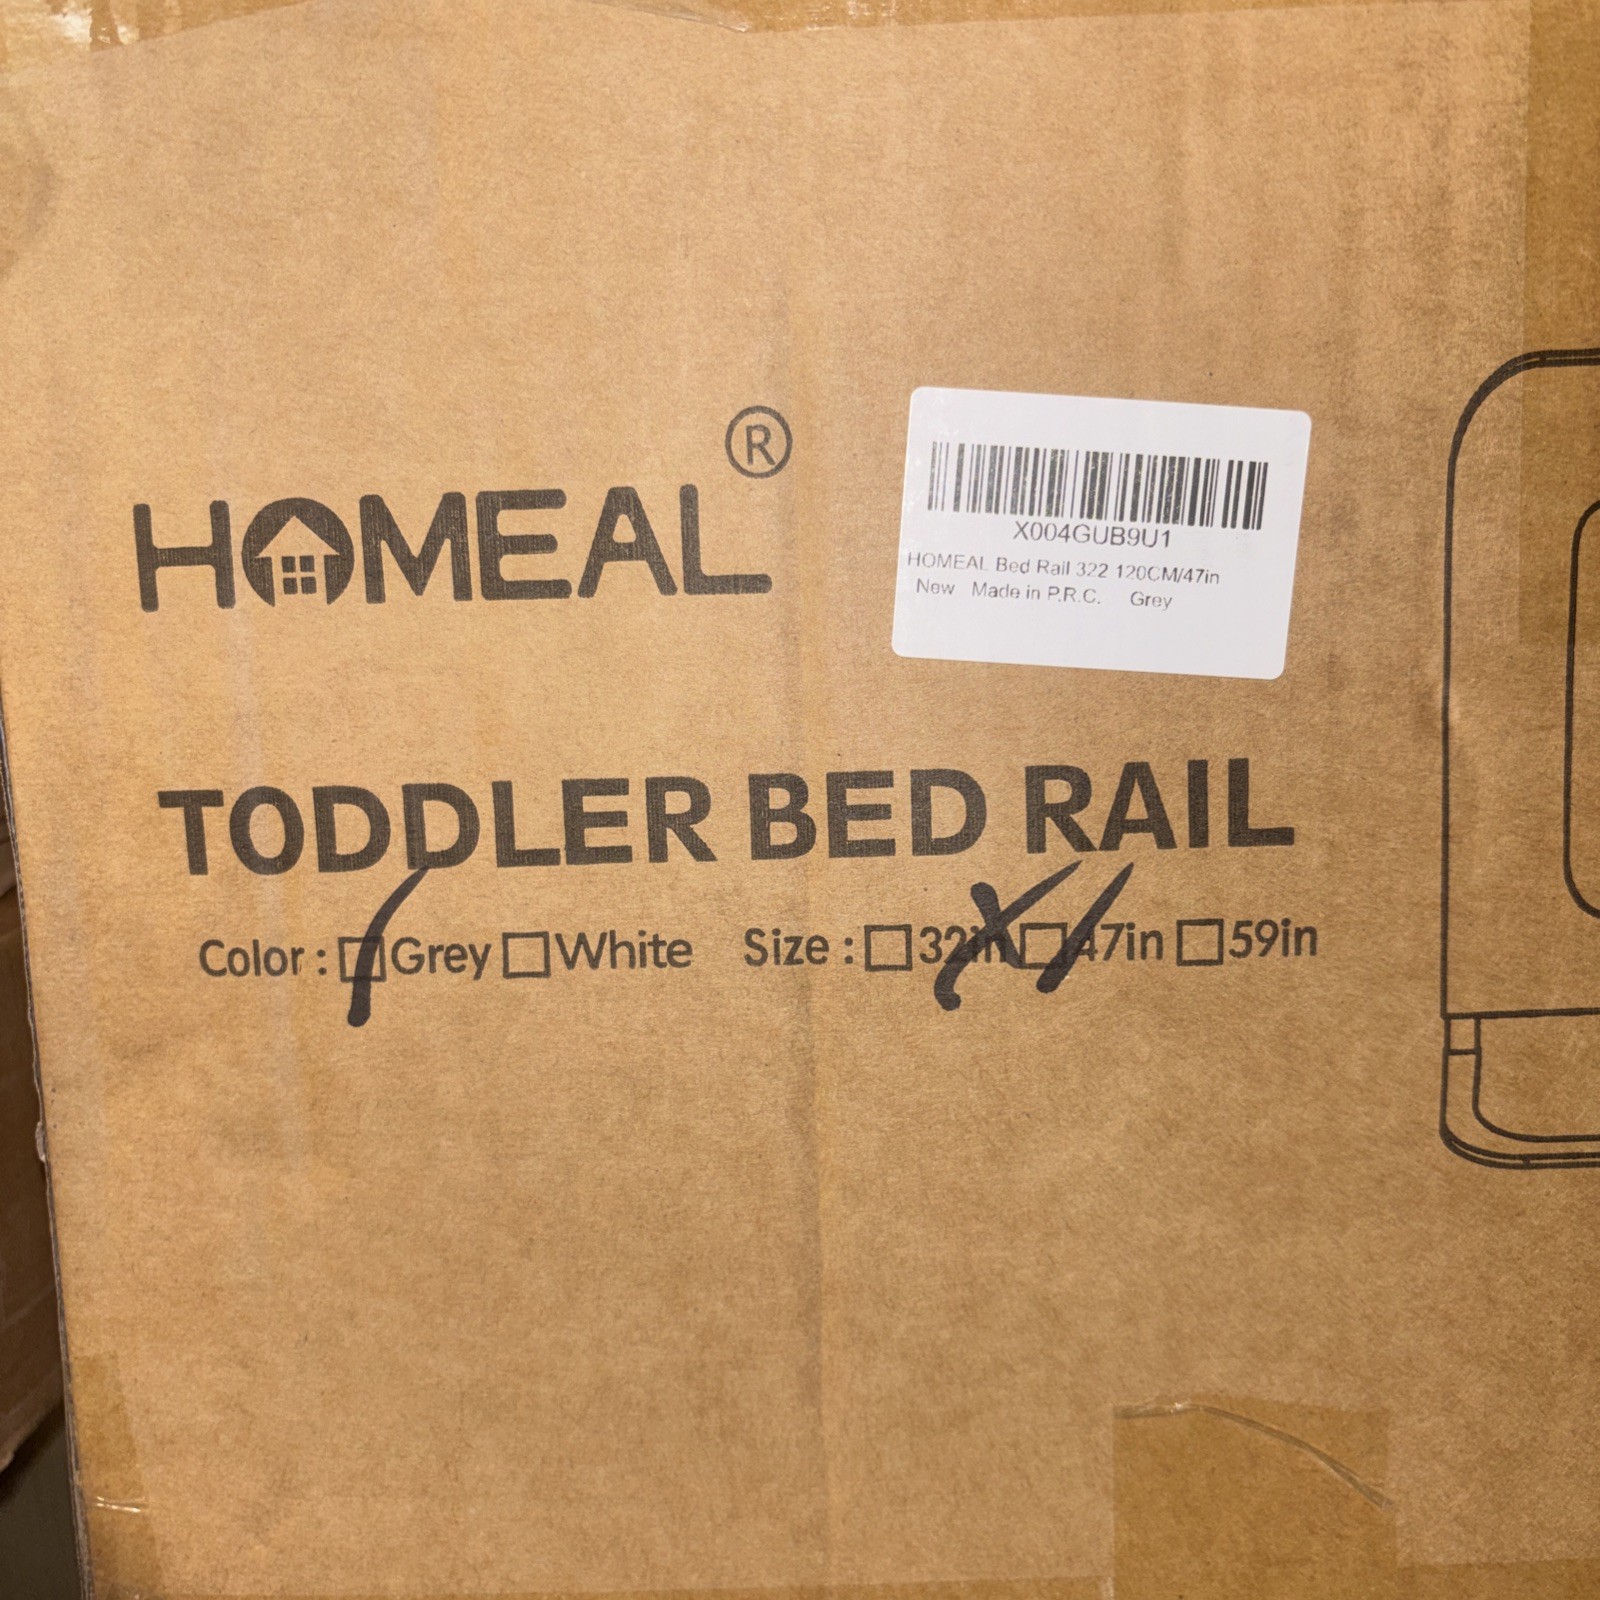 HOMEAL®
X004GUB9U1
HOMEAL Bed Rail 322 120CM/47in
New Made in P.R.C. Grey
TODDLER BED RAIL
Color : ☐Grey ☐White Size : ☐32in ☐47in ☐59in